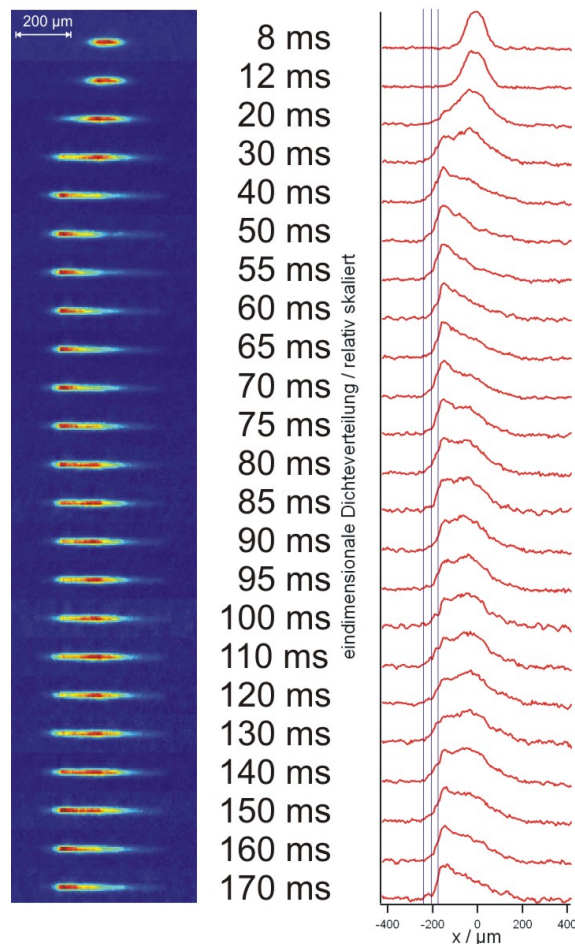 200 µm
8 ms
12 ms
20 ms
30 ms
40 ms
50 ms
55 ms
60 ms
65 ms
70 ms
75 ms
80 ms
85 ms
90 ms
95 ms
100 ms
110 ms
120 ms
130 ms
140 ms
150 ms
160 ms
170 ms
eindimensionale Dichteverteilung / relativ skaliert
-400 -200 0 200 400
x / µm